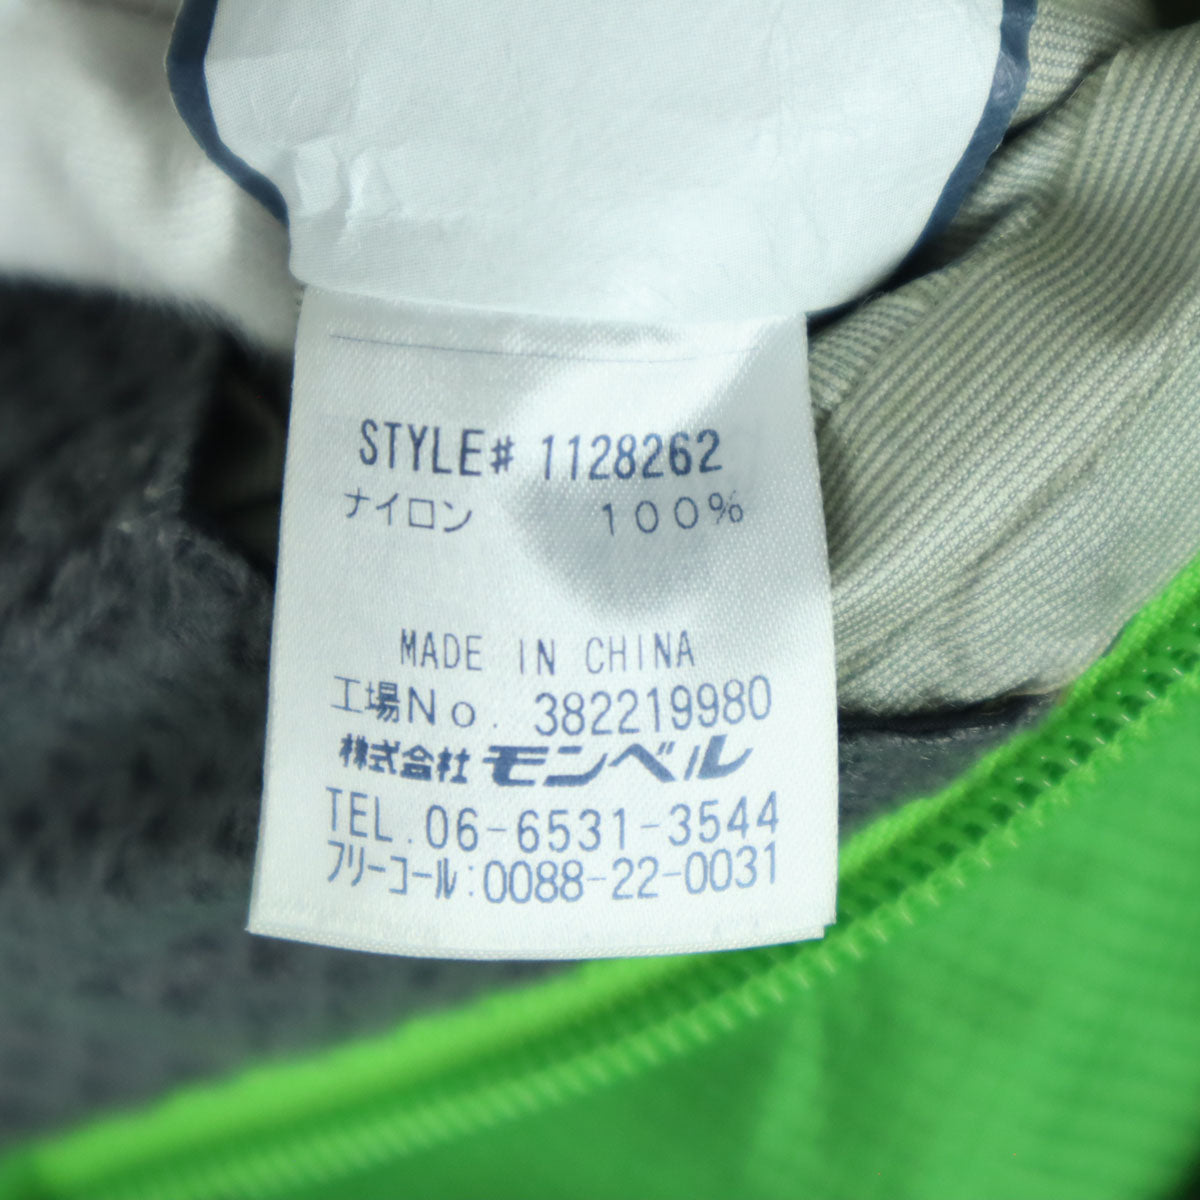 STYLE# 1128262
ナイロン 100%
MADE IN CHINA
工場No. 382219980
株式会社 モンベル
TEL. 06-6531-3544
フリーコール:0088-22-0031